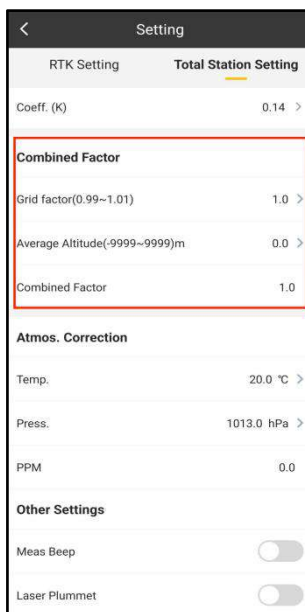 Setting
RTK Setting Total Station Setting
Coeff. (K) 0.14 >
Combined Factor
Grid factor(0.99~1.01) 1.0 >
Average Altitude(-9999~9999)m 0.0 >
Combined Factor 1.0
Atmos. Correction
Temp. 20.0 °C >
Press. 1013.0 hPa >
PPM 0.0
Other Settings
Meas Beep
Laser Plummet